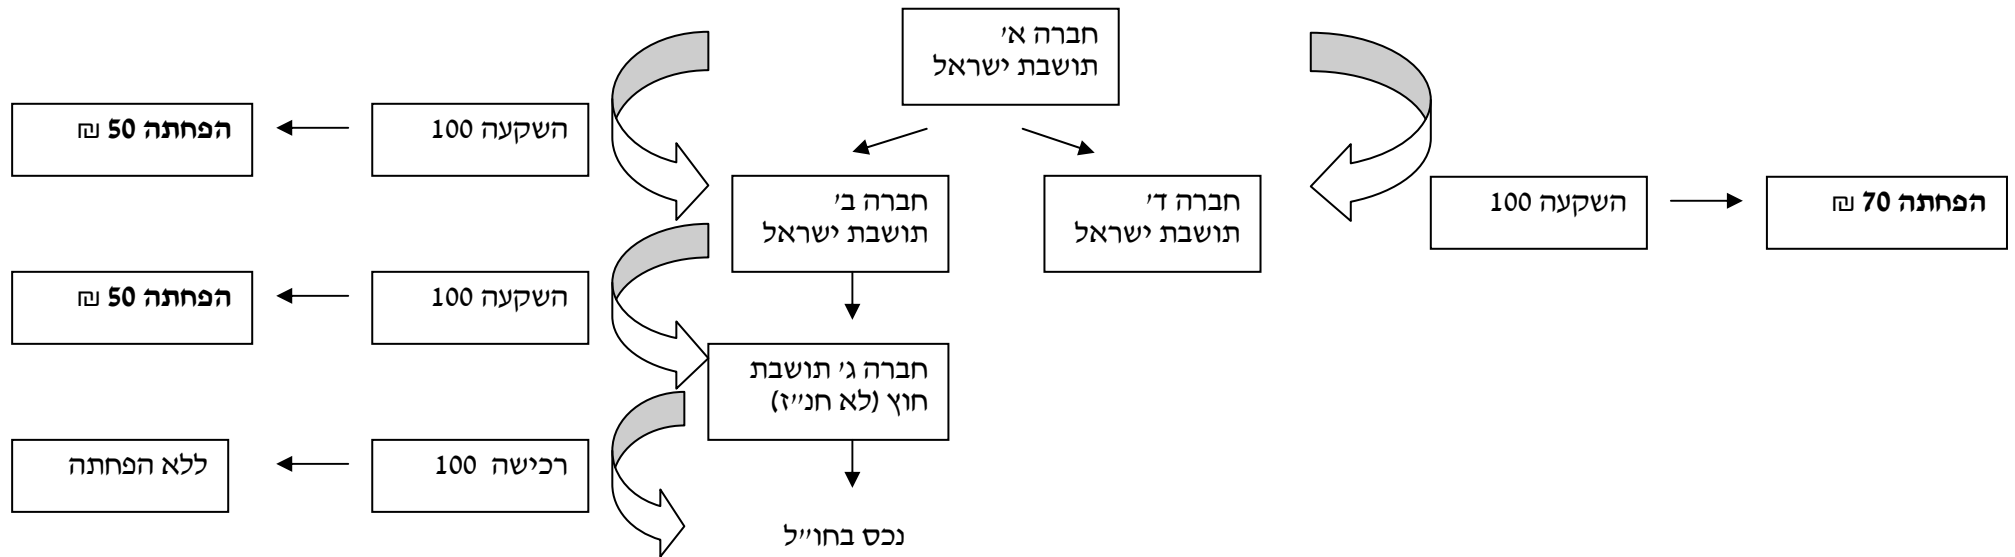 חברה א׳
תושבת ישראל
השקעה 100
הפחתה 50 ₪
חברה ב׳
תושבת ישראל
חברה ד׳
תושבת ישראל
השקעה 100
הפחתה 70 ₪
השקעה 100
הפחתה 50 ₪
חברה ג׳ תושבת
חוץ (לא חנ״ז)
רכישה 100
ללא הפחתה
נכס בחו״ל